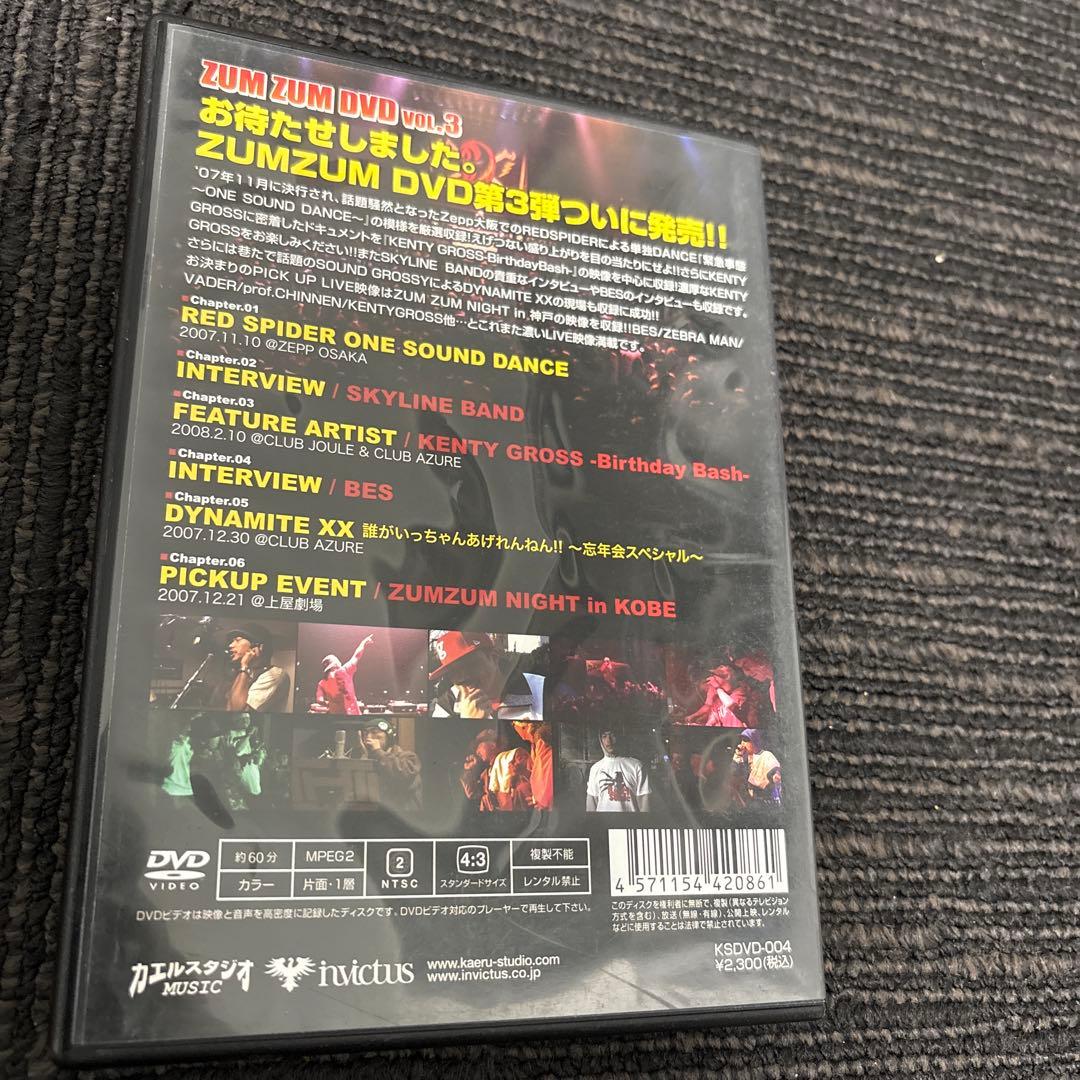 ZUM ZUM DVD VOL.3
お待たせしました。
ZUMZUM DVD第3弾ついに発売!!
'07年11月に決行され、話題騒然となったZepp大阪でのREDSPIDERによる単独DANCE『緊急事態
〜ONE SOUND DANCE〜』の模様を厳選収録!えげつない盛り上がりを目の当たりにせよ!!さらにKENTY
GROSSに密着したドキュメントを『KENTY GROSS-BirthdayBash-』の映像を中心に収録!濃厚なKENTY
GROSSをお楽しみください!!またSKYLINE BANDの貴重なインタビューやBESのインタビューも収録です。
さらには巷で話題のSOUND GROSSYによるDYNAMITE XXの現場も収録に成功!!
お決まりのPICK UP LIVE映像はZUM ZUM NIGHT in 神戸の映像を収録!!BES/ZEBRA MAN/
VADER/prof.CHINNEN/KENTYGROSS他…とこれまた濃いLIVE映像満載です。
Chapter.01
RED SPIDER ONE SOUND DANCE
2007.11.10 @ZEPP OSAKA
Chapter.02
INTERVIEW / SKYLINE BAND
Chapter.03
FEATURE ARTIST / KENTY GROSS -Birthday Bash-
2008.2.10 @CLUB JOULE & CLUB AZURE
Chapter.04
INTERVIEW / BES
Chapter.05
DYNAMITE XX 誰がいっちゃんあげれんねん!! 〜忘年会スペシャル〜
2007.12.30 @CLUB AZURE
Chapter.06
PICKUP EVENT / ZUMZUM NIGHT in KOBE
2007.12.21 @上屋劇場
DVD VIDEO
約60分 MPEG2 2 NTSC 4:3 スタンダードサイズ 複製不能
カラー 片面・1層 レンタル禁止
DVDビデオは映像と音声を高密度に記録したディスクです。DVDビデオ対応のプレーヤーで再生して下さい。
4 571154 420861
このディスクを権利者に無断で、複製(異なるテレビジョン
方式を含む)、放送(無線・有線)、公開上映、レンタル
などに使用することは法律で禁止されています。
KSDVD-004
¥2,300(税込)
カエルスタジオ
MUSIC
invictus
www.kaeru-studio.com
www.invictus.co.jp